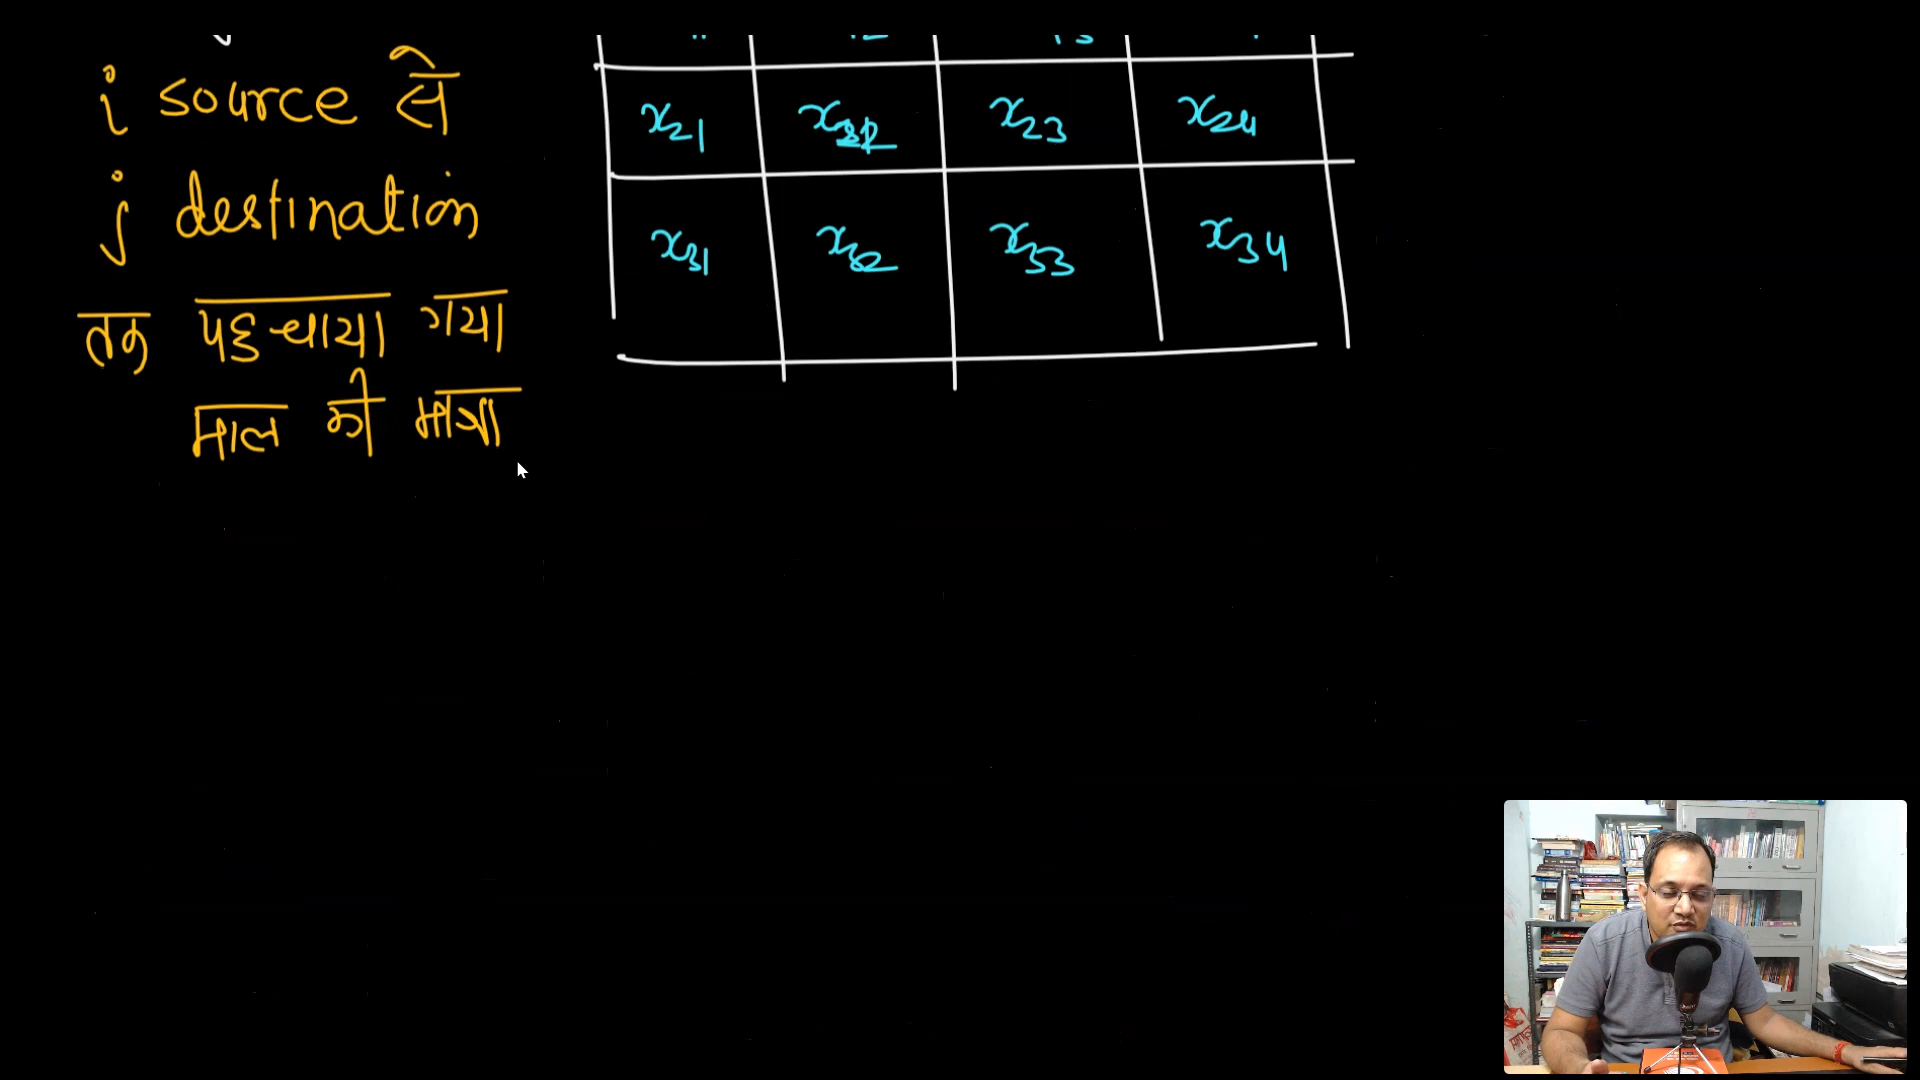 i source से
j destination
तक पहुचाया गया
माल की मात्रा
x21 x22 x23 x24
x31 x32 x33 x34